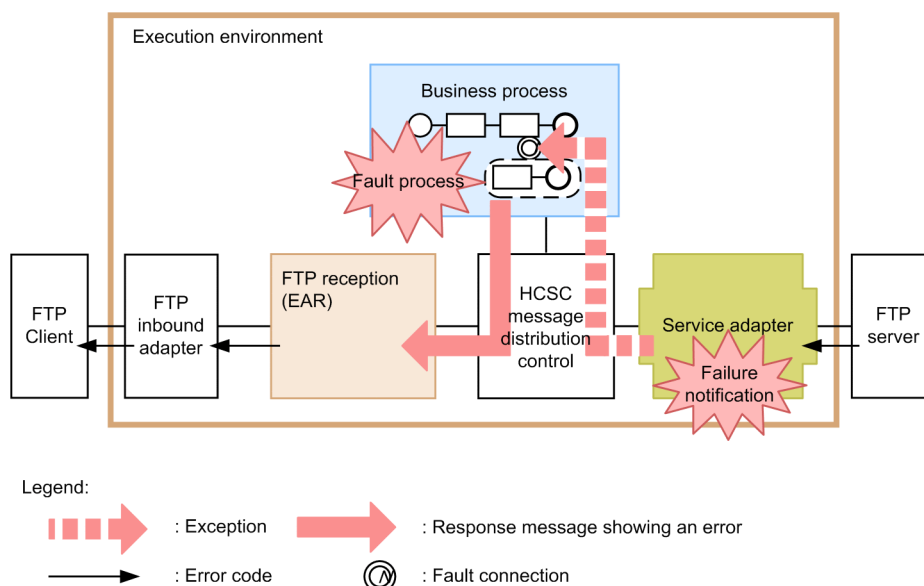 Execution environment
Business process
Fault process
FTP
Client
FTP
inbound
adapter
FTP reception
(EAR)
HCSC
message
distribution
control
Service adapter
Failure
notification
FTP
server
Legend:
: Exception
: Response message showing an error
: Error code
: Fault connection